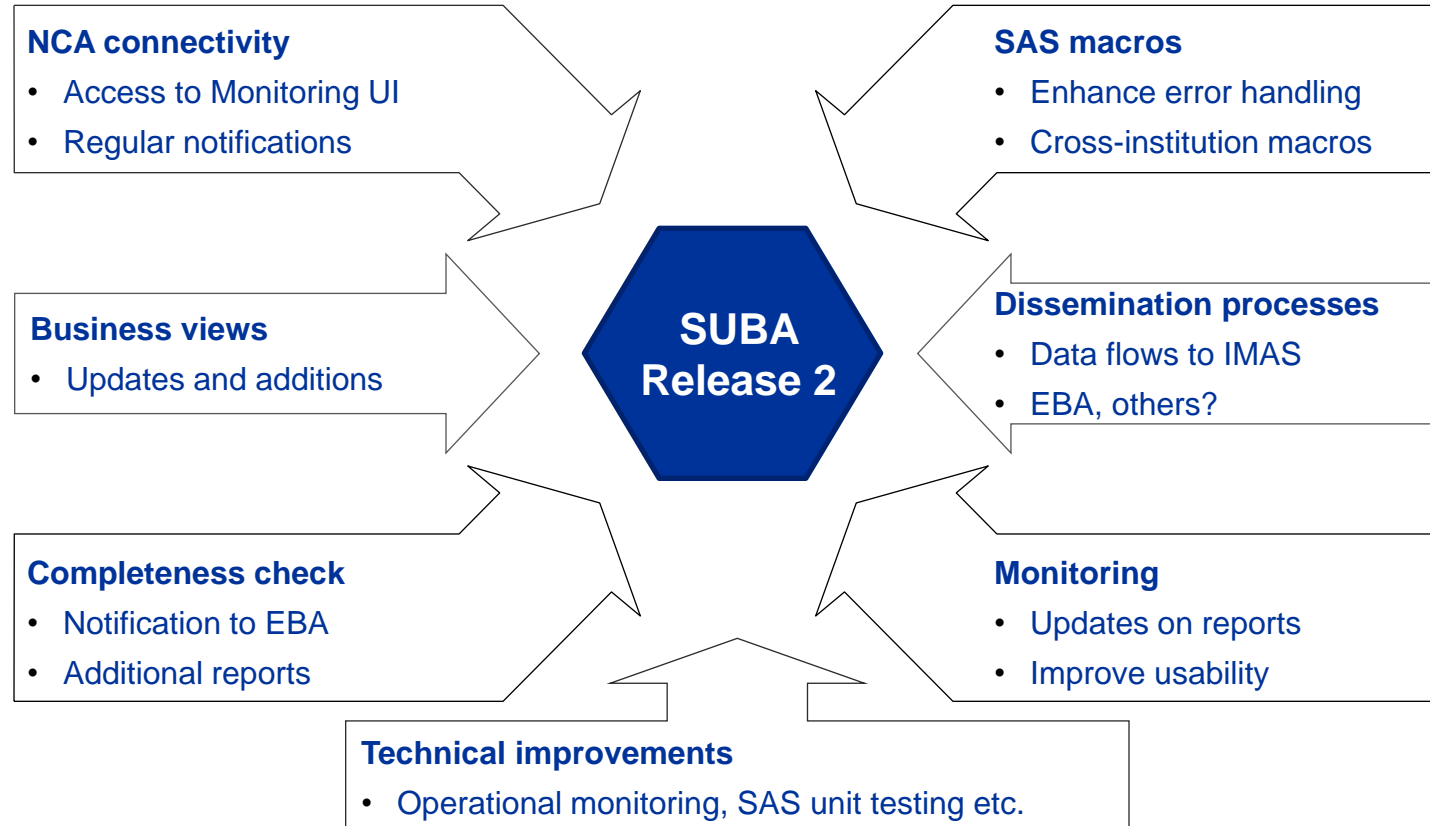 NCA connectivity
• Access to Monitoring UI
• Regular notifications
SAS macros
• Enhance error handling
• Cross-institution macros
Business views
• Updates and additions
SUBA
Release 2
Dissemination processes
• Data flows to IMAS
• EBA, others?
Completeness check
• Notification to EBA
• Additional reports
Monitoring
• Updates on reports
• Improve usability
Technical improvements
• Operational monitoring, SAS unit testing etc.